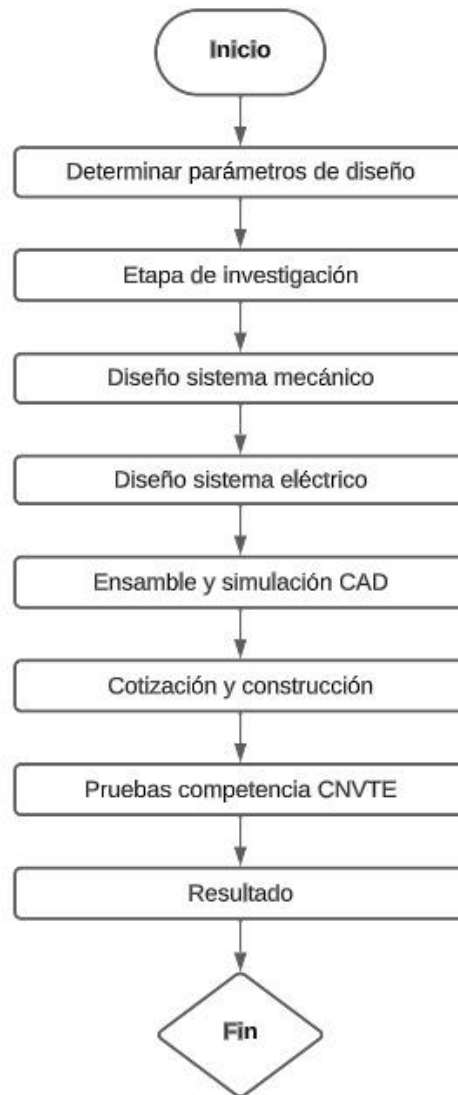 Inicio
Determinar parámetros de diseño
Etapa de investigación
Diseño sistema mecánico
Diseño sistema eléctrico
Ensamble y simulación CAD
Cotización y construcción
Pruebas competencia CNVTE
Resultado
Fin